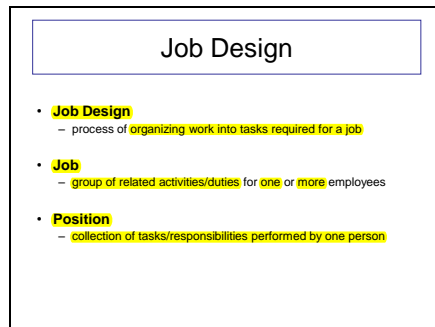 Job Design
• Job Design
– process of organizing work into tasks required for a job
• Job
– group of related activities/duties for one or more employees
• Position
– collection of tasks/responsibilities performed by one person